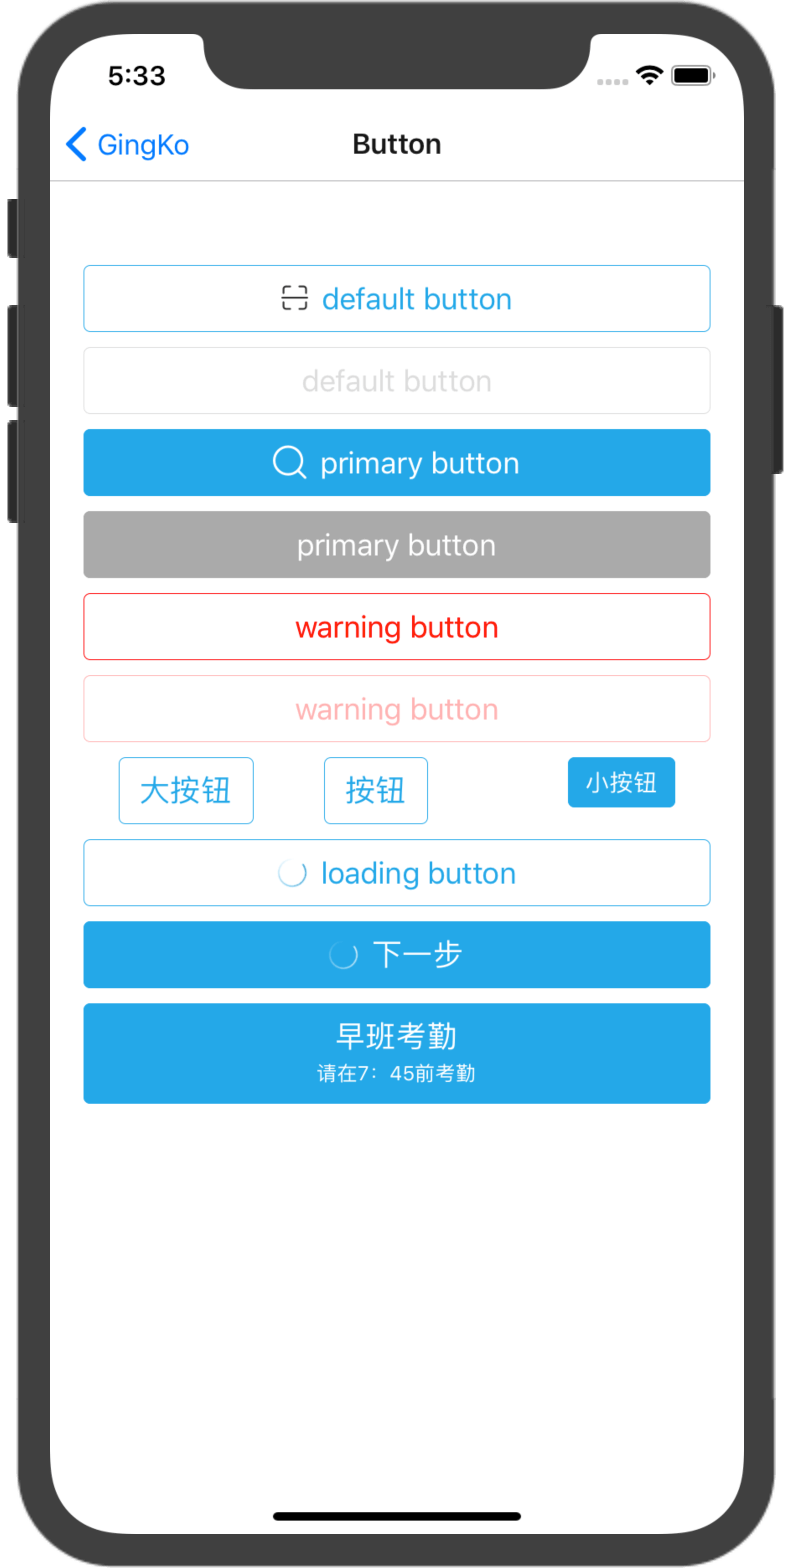 5:33
GingKo
Button
default button
default button
primary button
primary button
warning button
warning button
大按钮
按钮
小按钮
loading button
下一步
早班考勤
请在7：45前考勤